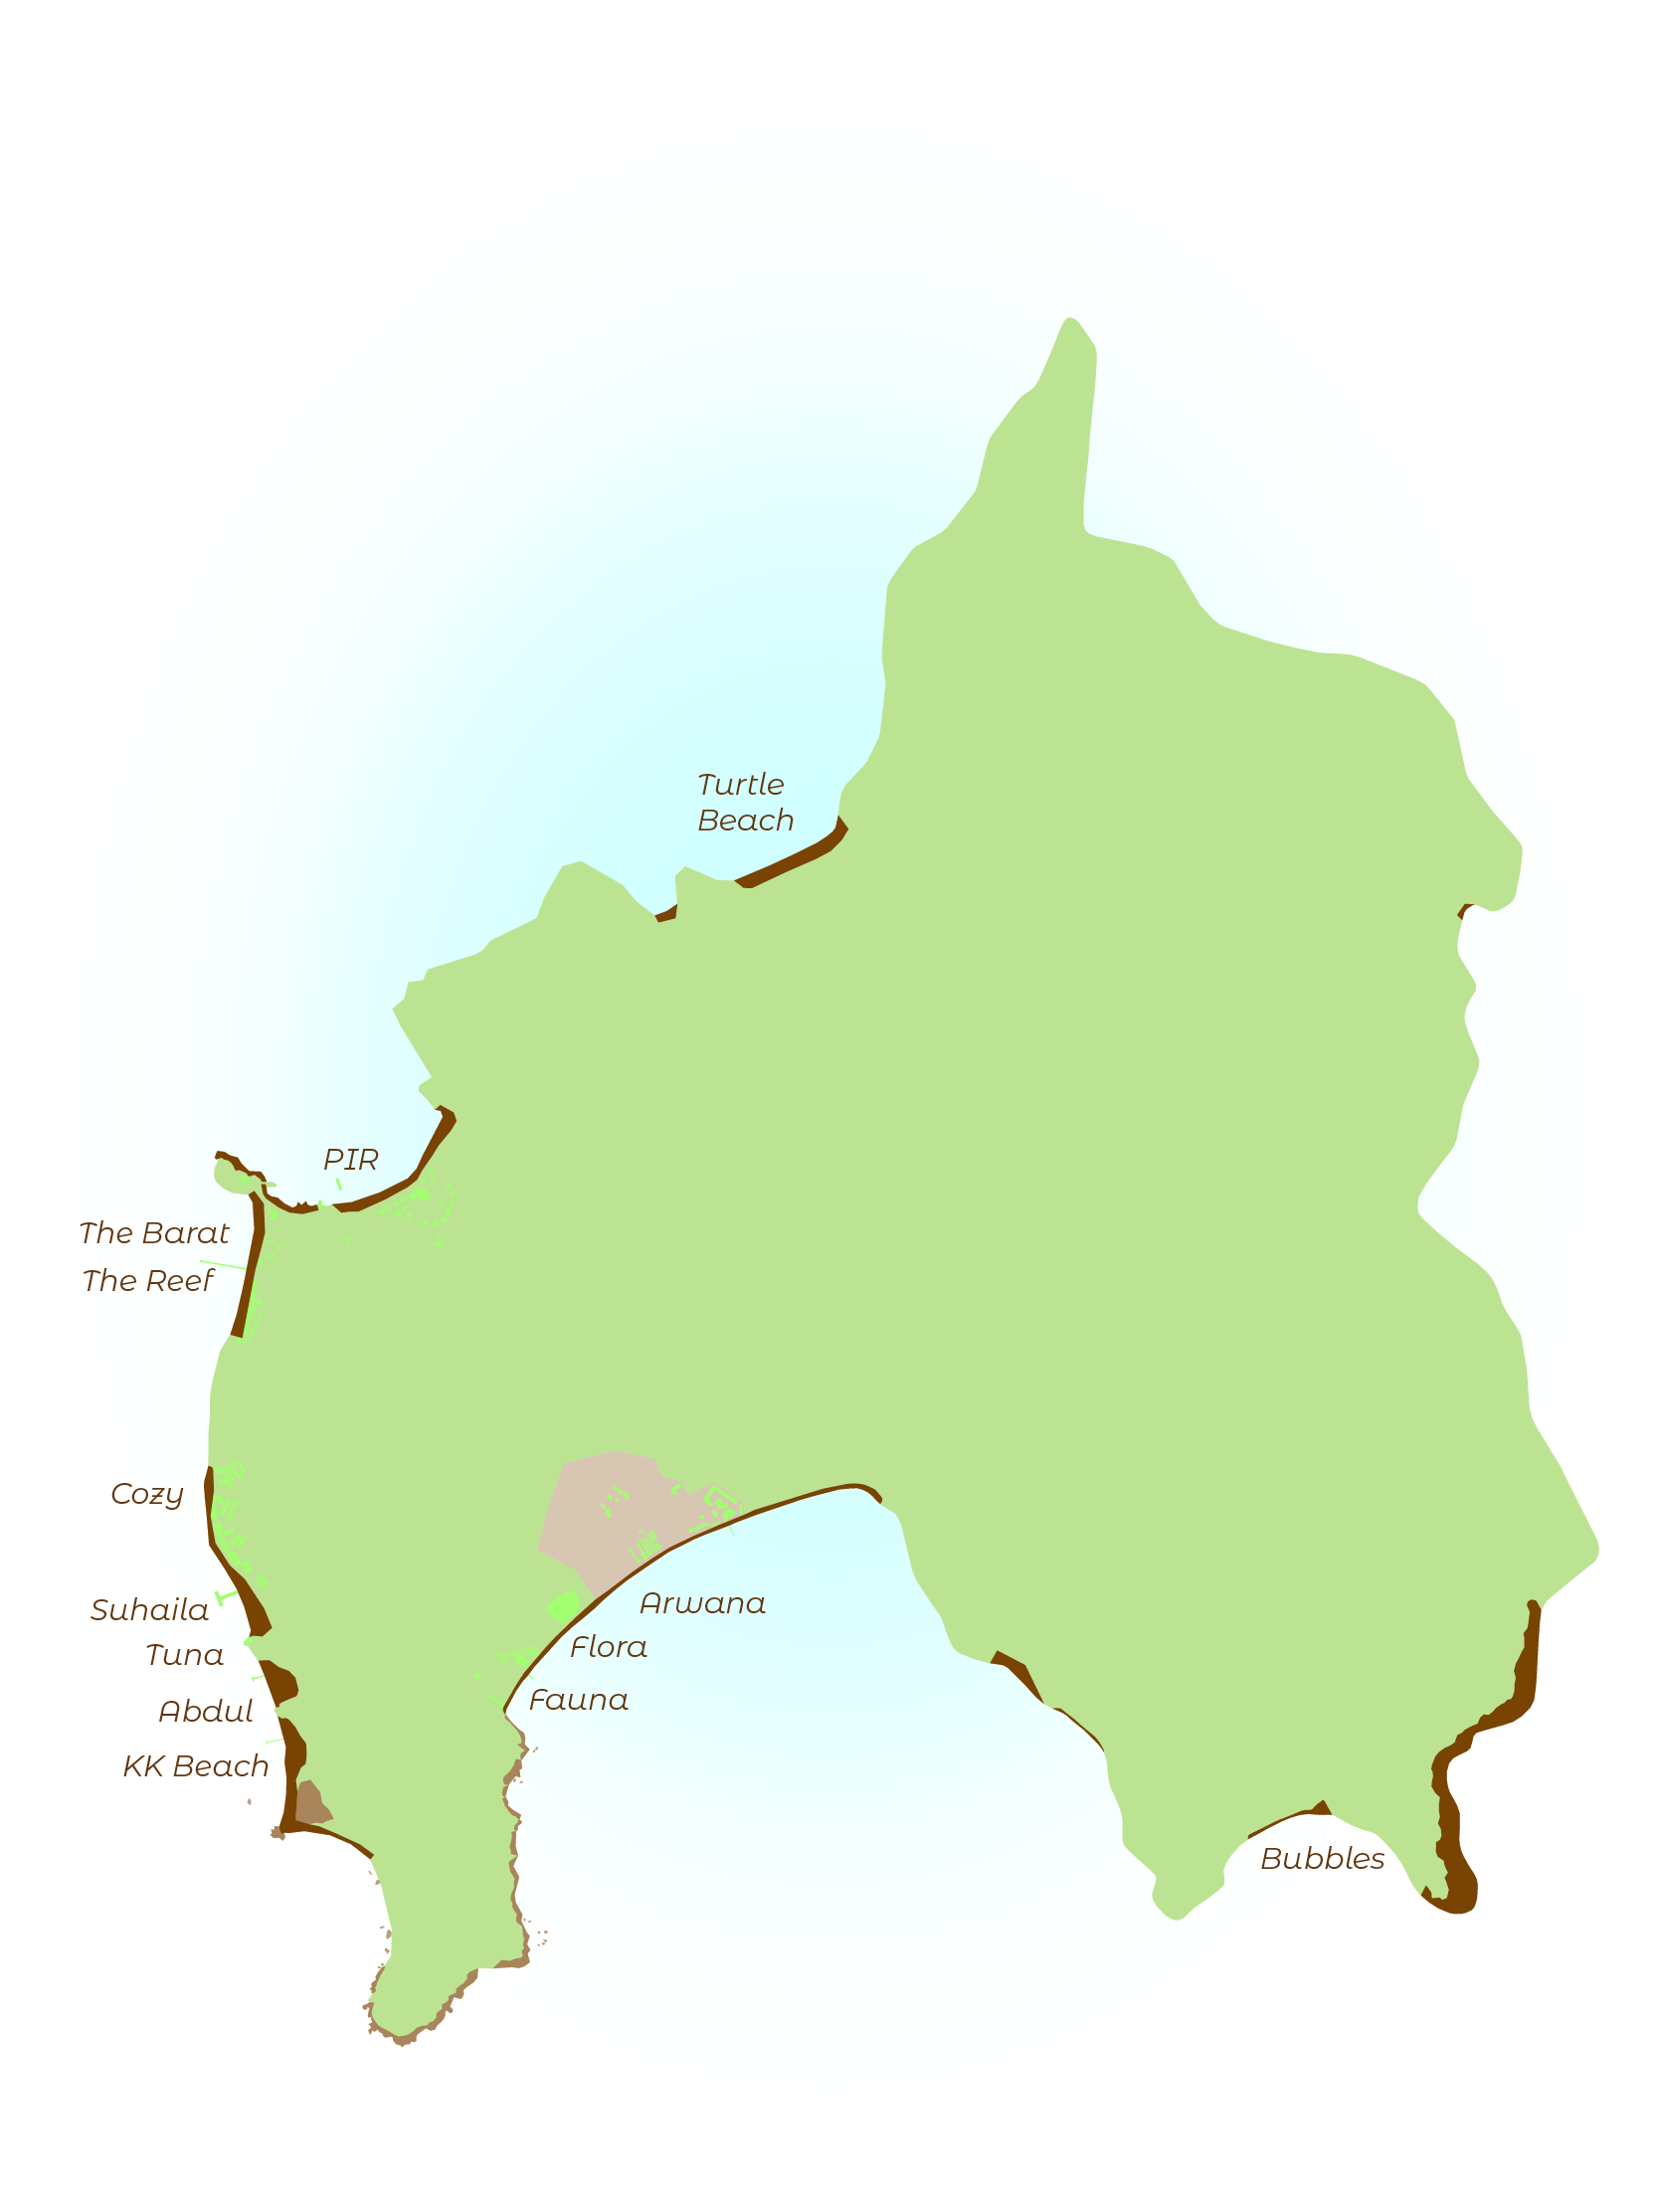 Turtle
Beach
PIR
The Barat
The Reef
Cozy
Suhaila
Tuna
Abdul
KK Beach
Arwana
Flora
Fauna
Bubbles